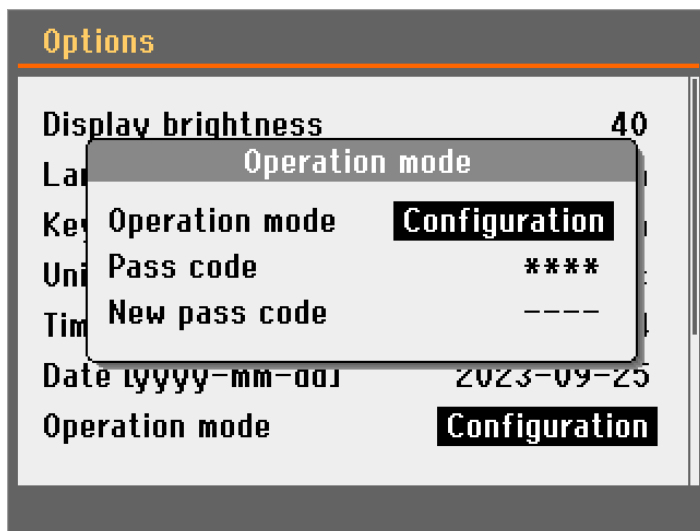 Options
Display brightness 40
Operation mode
Operation mode Configuration
Pass code ****
New pass code ----
Date [yyyy-mm-dd] 2023-09-25
Operation mode Configuration